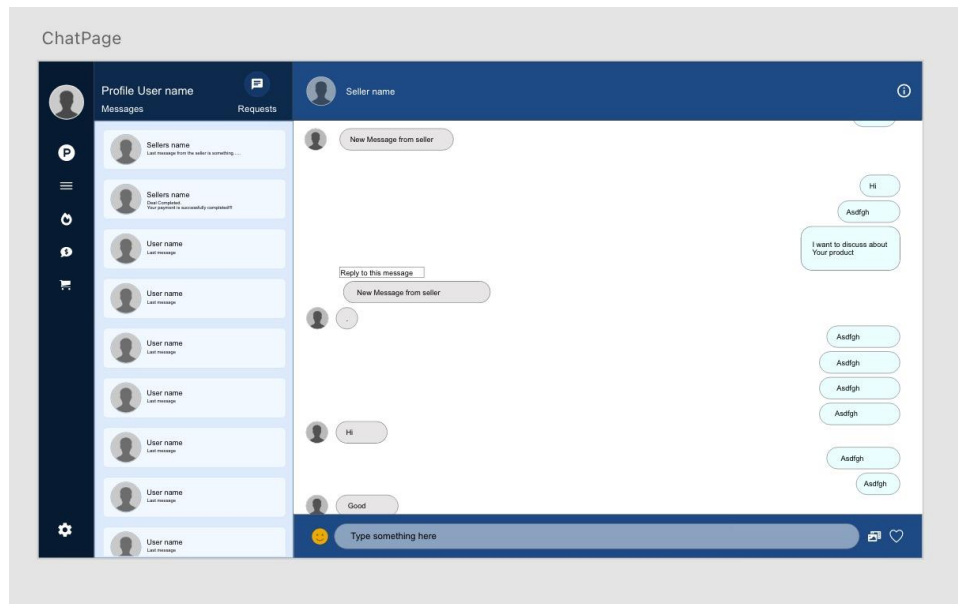 ChatPage
P
$
Profile User name
Messages
Requests
Sellers name
Last message from the seller is something.....
Sellers name
Deal Completed.
Your payment is successfully completed!!!
User name
Last message
User name
Last message
User name
Last message
User name
Last message
User name
Last message
User name
Last message
User name
Last message
Seller name
New Message from seller
Hi
Asdfgh
I want to discuss about
Your product
Reply to this message
New Message from seller
.
Asdfgh
Asdfgh
Asdfgh
Asdfgh
Hi
Asdfgh
Asdfgh
Good
Type something here